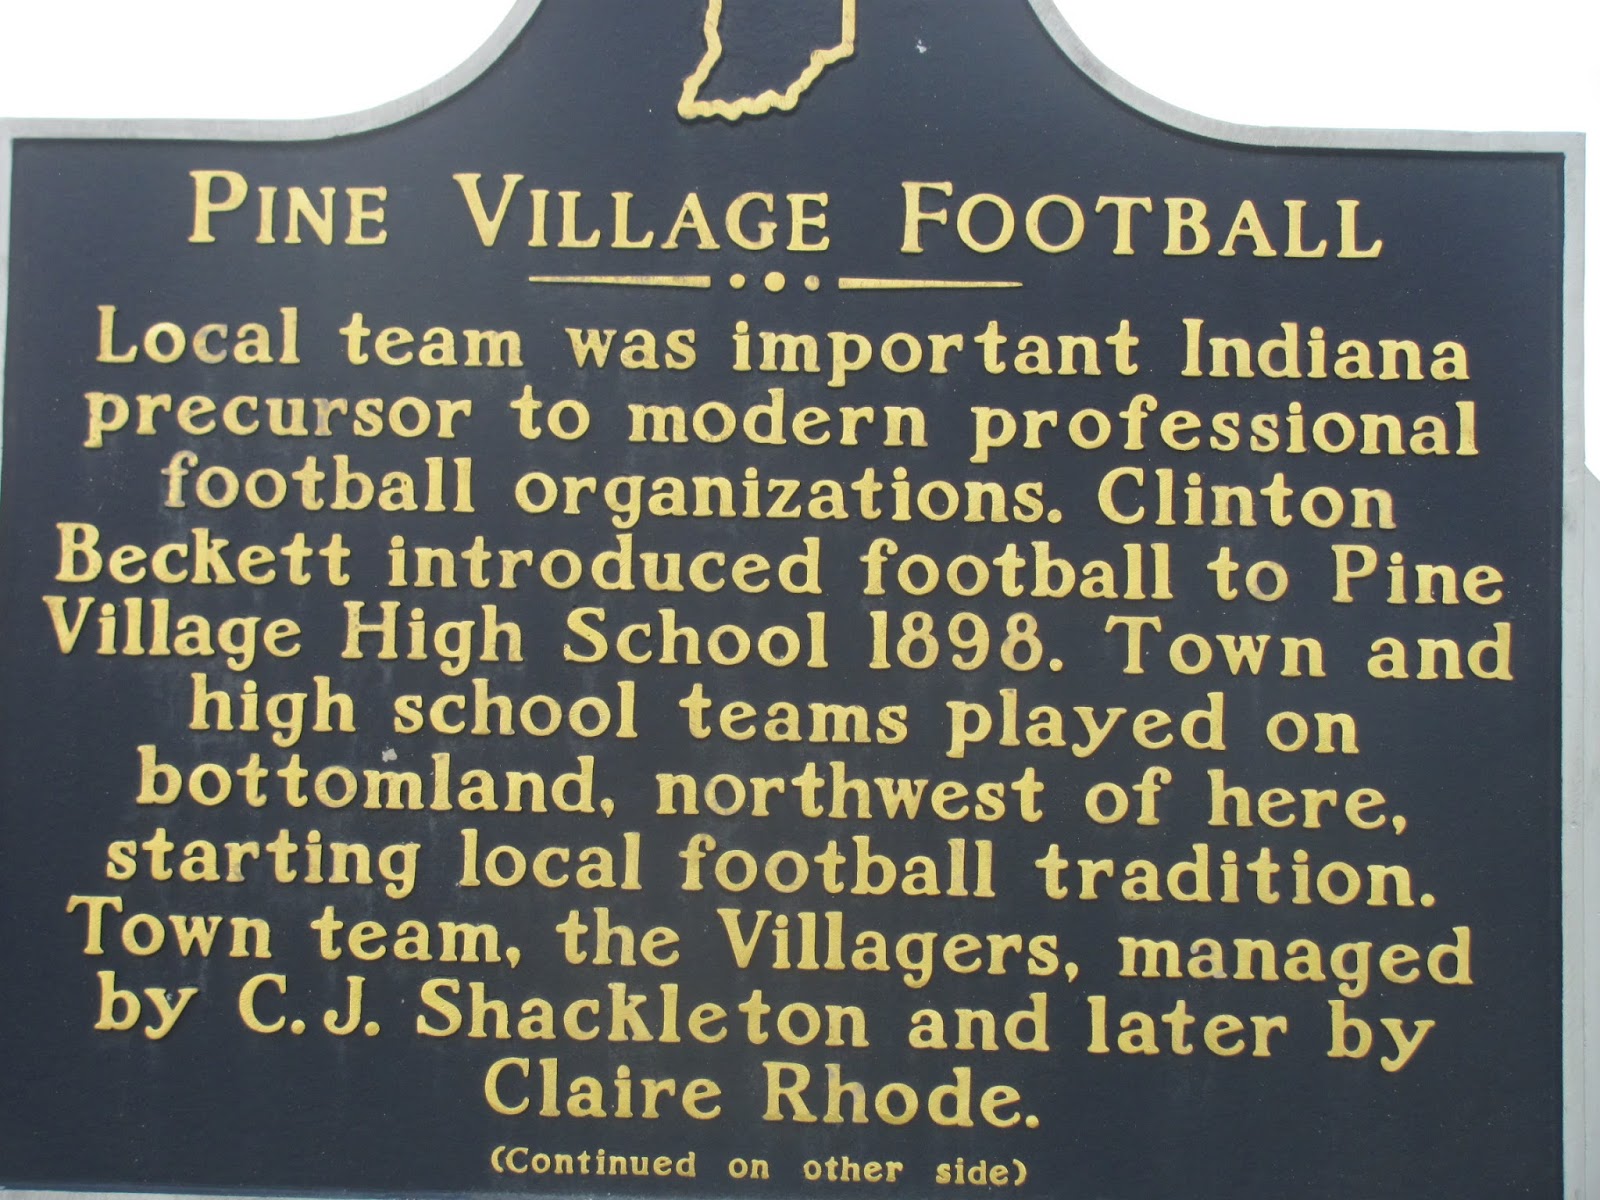 PINE VILLAGE FOOTBALL
Local team was important Indiana
precursor to modern professional
football organizations. Clinton
Beckett introduced football to Pine
Village High School 1898. Town and
high school teams played on
bottomland, northwest of here,
starting local football tradition.
Town team, the Villagers, managed
by C. J. Shackleton and later by
Claire Rhode.
(Continued on other side)